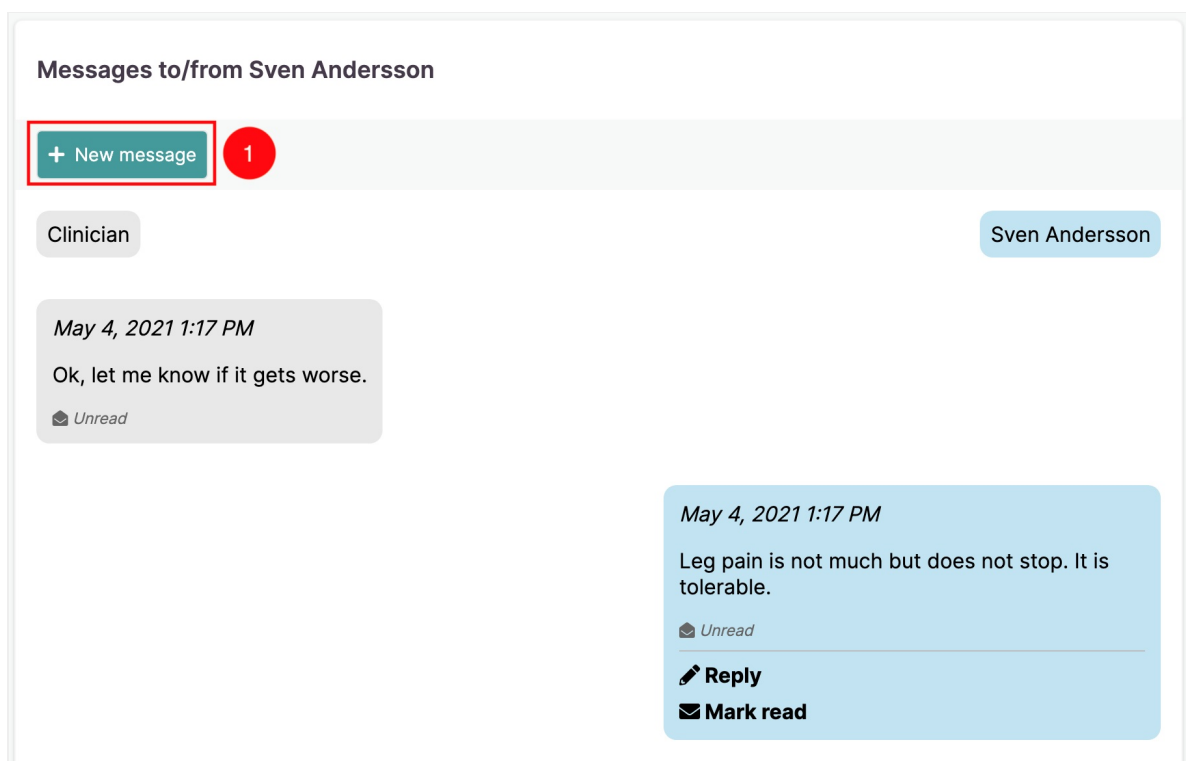 Messages to/from Sven Andersson
+ New message
1
Clinician
Sven Andersson
May 4, 2021 1:17 PM
Ok, let me know if it gets worse.
Unread
May 4, 2021 1:17 PM
Leg pain is not much but does not stop. It is
tolerable.
Unread
Reply
Mark read